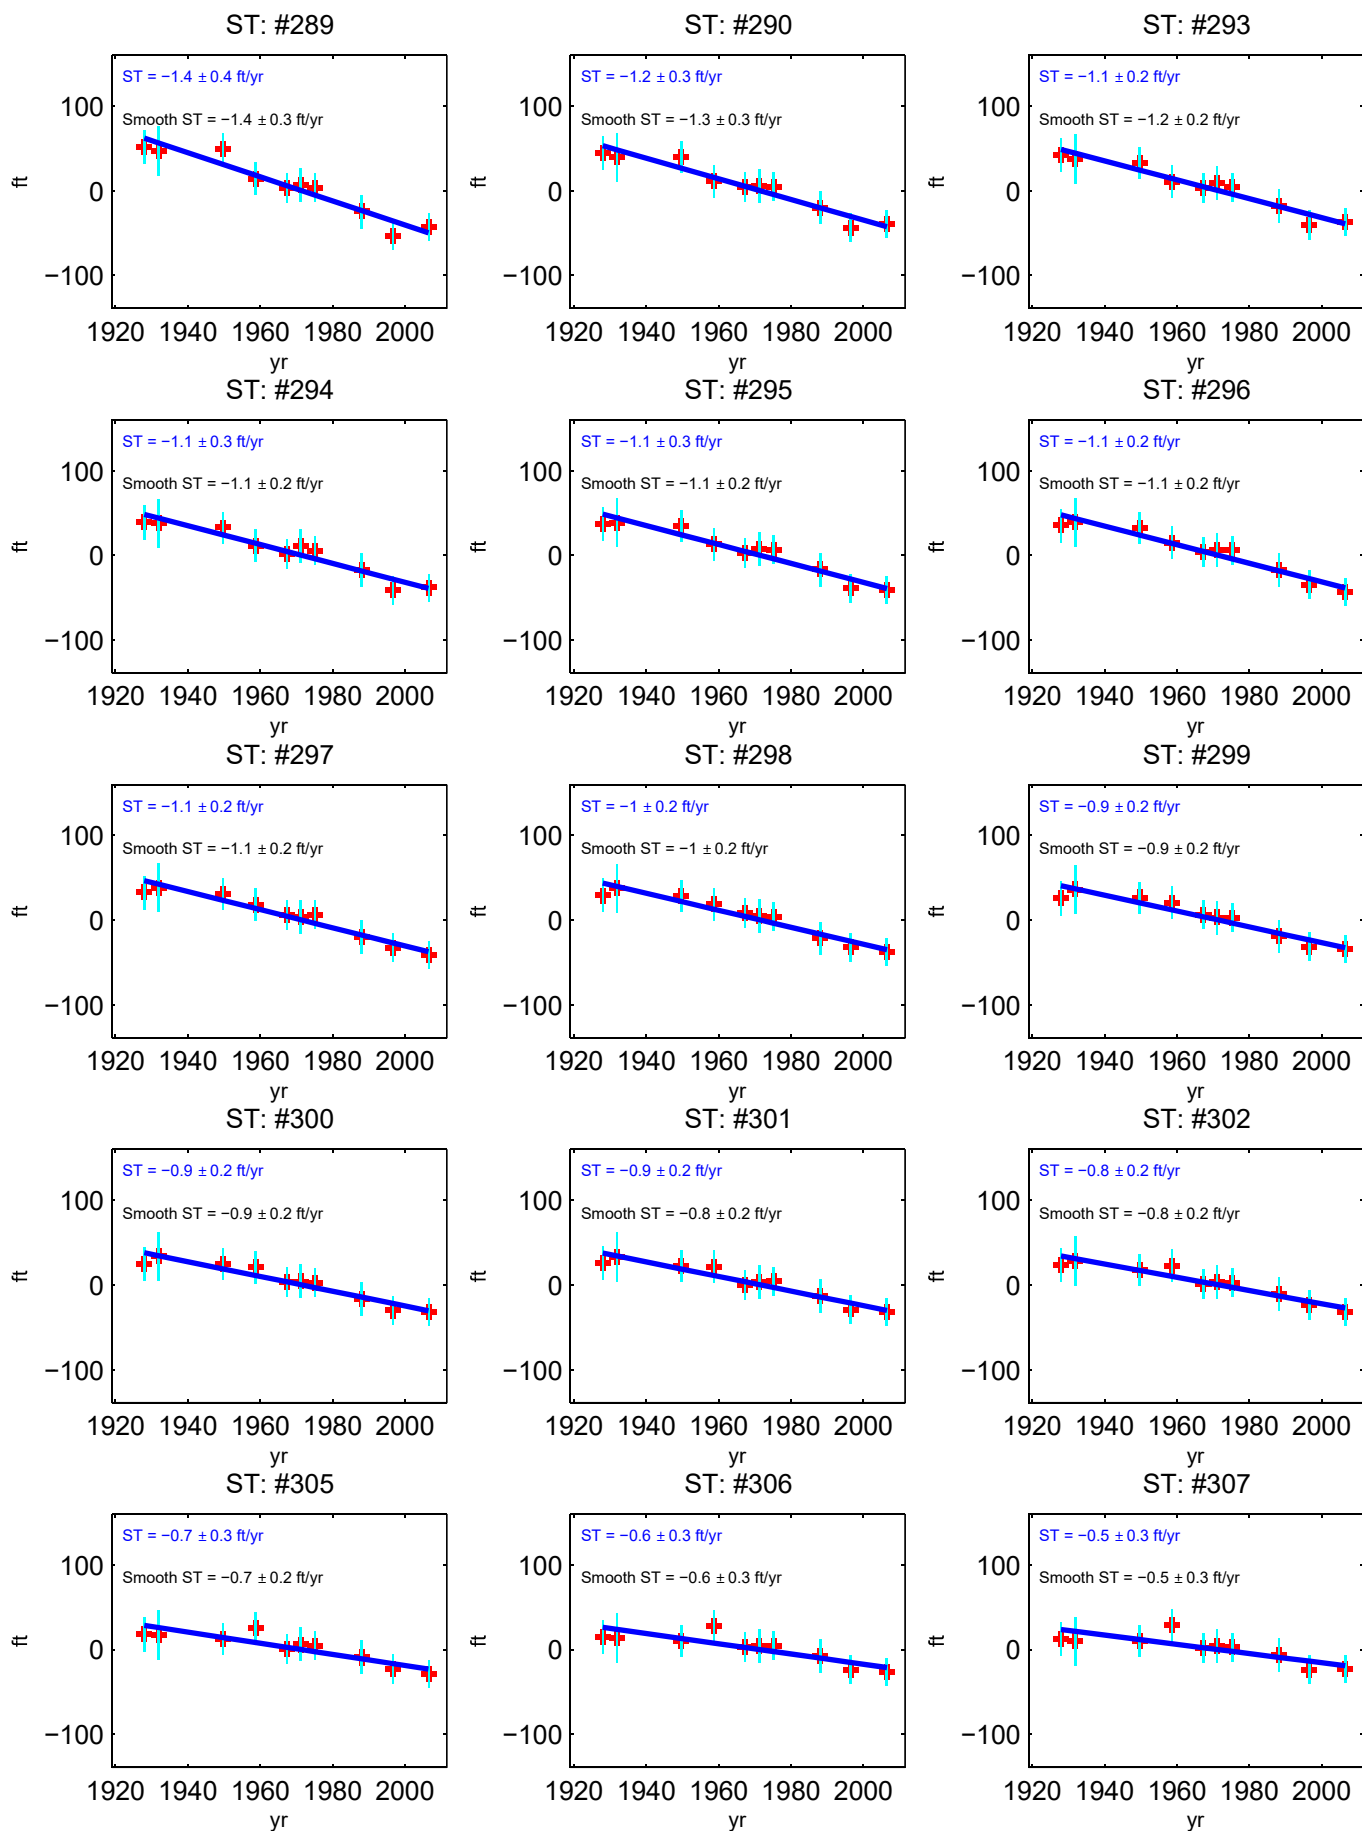 ST: #289
ST = −1.4 ± 0.4 ft/yr
Smooth ST = −1.4 ± 0.3 ft/yr
100
0
−100
ft
1920 1940 1960 1980 2000
yr
ST: #290
ST = −1.2 ± 0.3 ft/yr
Smooth ST = −1.3 ± 0.3 ft/yr
100
0
−100
ft
1920 1940 1960 1980 2000
yr
ST: #293
ST = −1.1 ± 0.2 ft/yr
Smooth ST = −1.2 ± 0.2 ft/yr
100
0
−100
ft
1920 1940 1960 1980 2000
yr
ST: #294
ST = −1.1 ± 0.3 ft/yr
Smooth ST = −1.1 ± 0.2 ft/yr
100
0
−100
ft
1920 1940 1960 1980 2000
yr
ST: #295
ST = −1.1 ± 0.3 ft/yr
Smooth ST = −1.1 ± 0.2 ft/yr
100
0
−100
ft
1920 1940 1960 1980 2000
yr
ST: #296
ST = −1.1 ± 0.2 ft/yr
Smooth ST = −1.1 ± 0.2 ft/yr
100
0
−100
ft
1920 1940 1960 1980 2000
yr
ST: #297
ST = −1.1 ± 0.2 ft/yr
Smooth ST = −1.1 ± 0.2 ft/yr
100
0
−100
ft
1920 1940 1960 1980 2000
yr
ST: #298
ST = −1 ± 0.2 ft/yr
Smooth ST = −1 ± 0.2 ft/yr
100
0
−100
ft
1920 1940 1960 1980 2000
yr
ST: #299
ST = −0.9 ± 0.2 ft/yr
Smooth ST = −0.9 ± 0.2 ft/yr
100
0
−100
ft
1920 1940 1960 1980 2000
yr
ST: #300
ST = −0.9 ± 0.2 ft/yr
Smooth ST = −0.9 ± 0.2 ft/yr
100
0
−100
ft
1920 1940 1960 1980 2000
yr
ST: #301
ST = −0.9 ± 0.2 ft/yr
Smooth ST = −0.8 ± 0.2 ft/yr
100
0
−100
ft
1920 1940 1960 1980 2000
yr
ST: #302
ST = −0.8 ± 0.2 ft/yr
Smooth ST = −0.8 ± 0.2 ft/yr
100
0
−100
ft
1920 1940 1960 1980 2000
yr
ST: #305
ST = −0.7 ± 0.3 ft/yr
Smooth ST = −0.7 ± 0.2 ft/yr
100
0
−100
ft
1920 1940 1960 1980 2000
yr
ST: #306
ST = −0.6 ± 0.3 ft/yr
Smooth ST = −0.6 ± 0.3 ft/yr
100
0
−100
ft
1920 1940 1960 1980 2000
yr
ST: #307
ST = −0.5 ± 0.3 ft/yr
Smooth ST = −0.5 ± 0.3 ft/yr
100
0
−100
ft
1920 1940 1960 1980 2000
yr